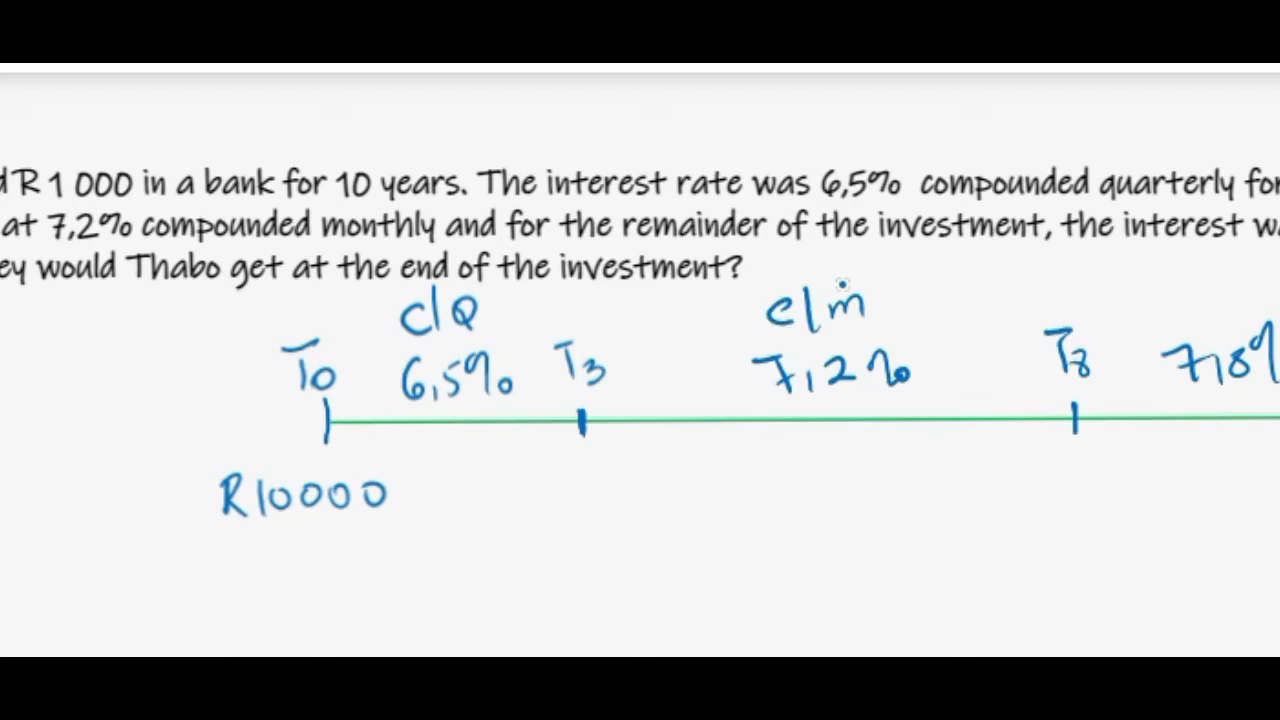 R 1 000 in a bank for 10 years. The interest rate was 6,5% compounded quarterly for
at 7,2% compounded monthly and for the remainder of the investment, the interest
would Thabo get at the end of the investment?
C/Q c/m
T0 6,5% T3 7,2% T8 7,8%
R10000